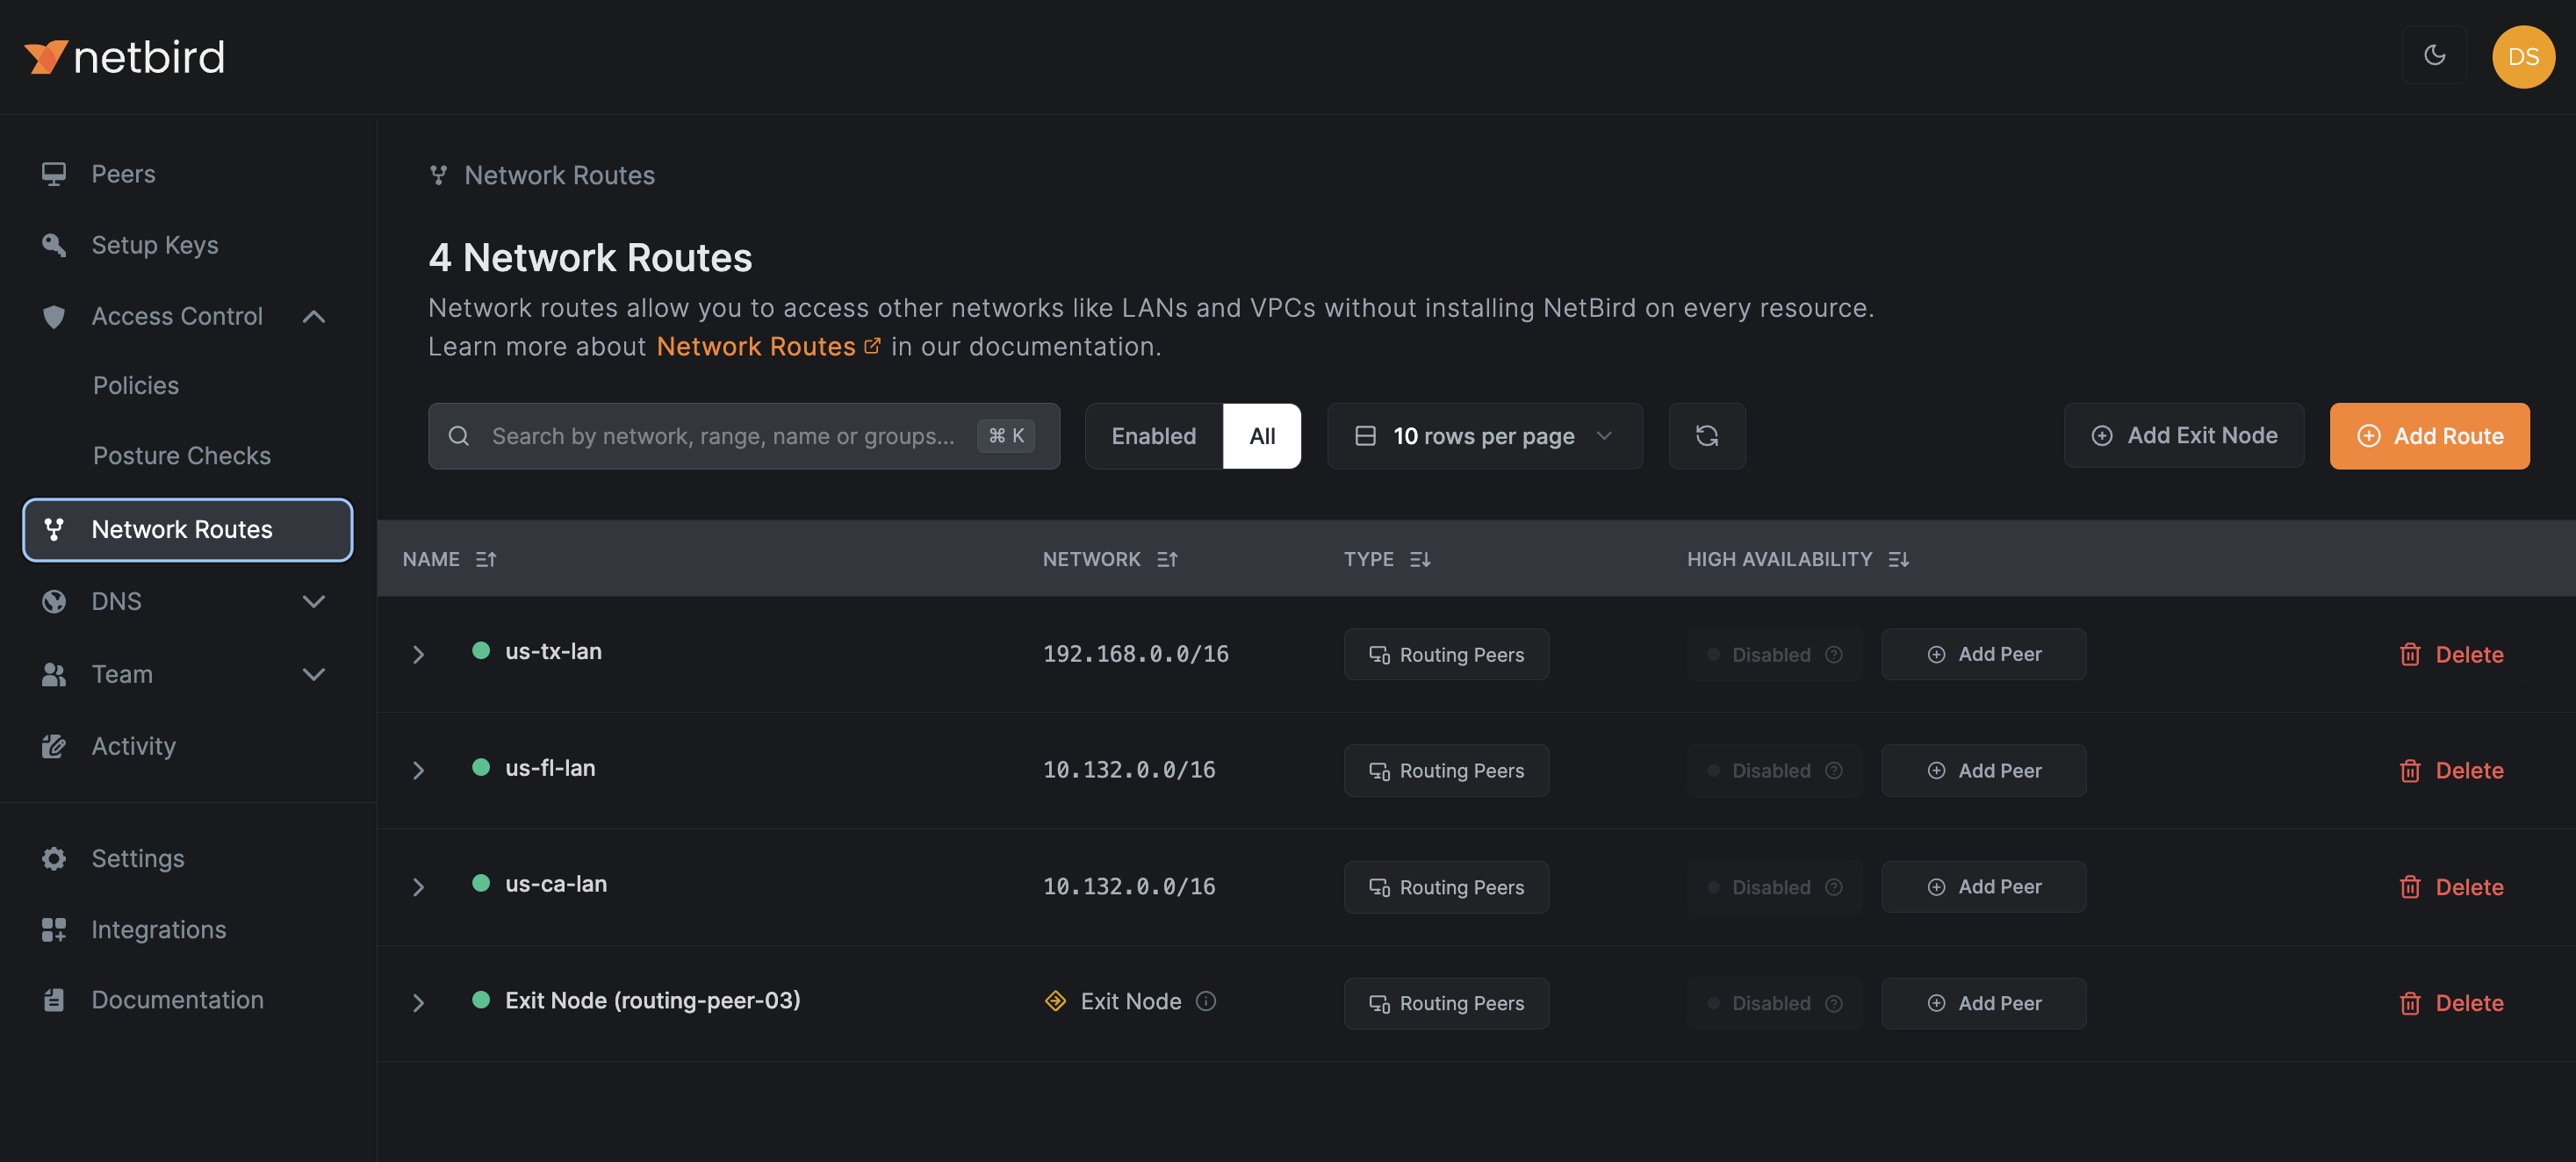 netbird
DS
Peers
Setup Keys
Access Control
Policies
Posture Checks
Network Routes
DNS
Team
Activity
Settings
Integrations
Documentation
Network Routes
4 Network Routes
Network routes allow you to access other networks like LANs and VPCs without installing NetBird on every resource.
Learn more about Network Routes in our documentation.
Search by network, range, name or groups... ⌘ K Enabled All 10 rows per page Add Exit Node Add Route
NAME NETWORK TYPE HIGH AVAILABILITY
us-tx-lan 192.168.0.0/16 Routing Peers Disabled Add Peer Delete
us-fl-lan 10.132.0.0/16 Routing Peers Disabled Add Peer Delete
us-ca-lan 10.132.0.0/16 Routing Peers Disabled Add Peer Delete
Exit Node (routing-peer-03) Exit Node Routing Peers Disabled Add Peer Delete